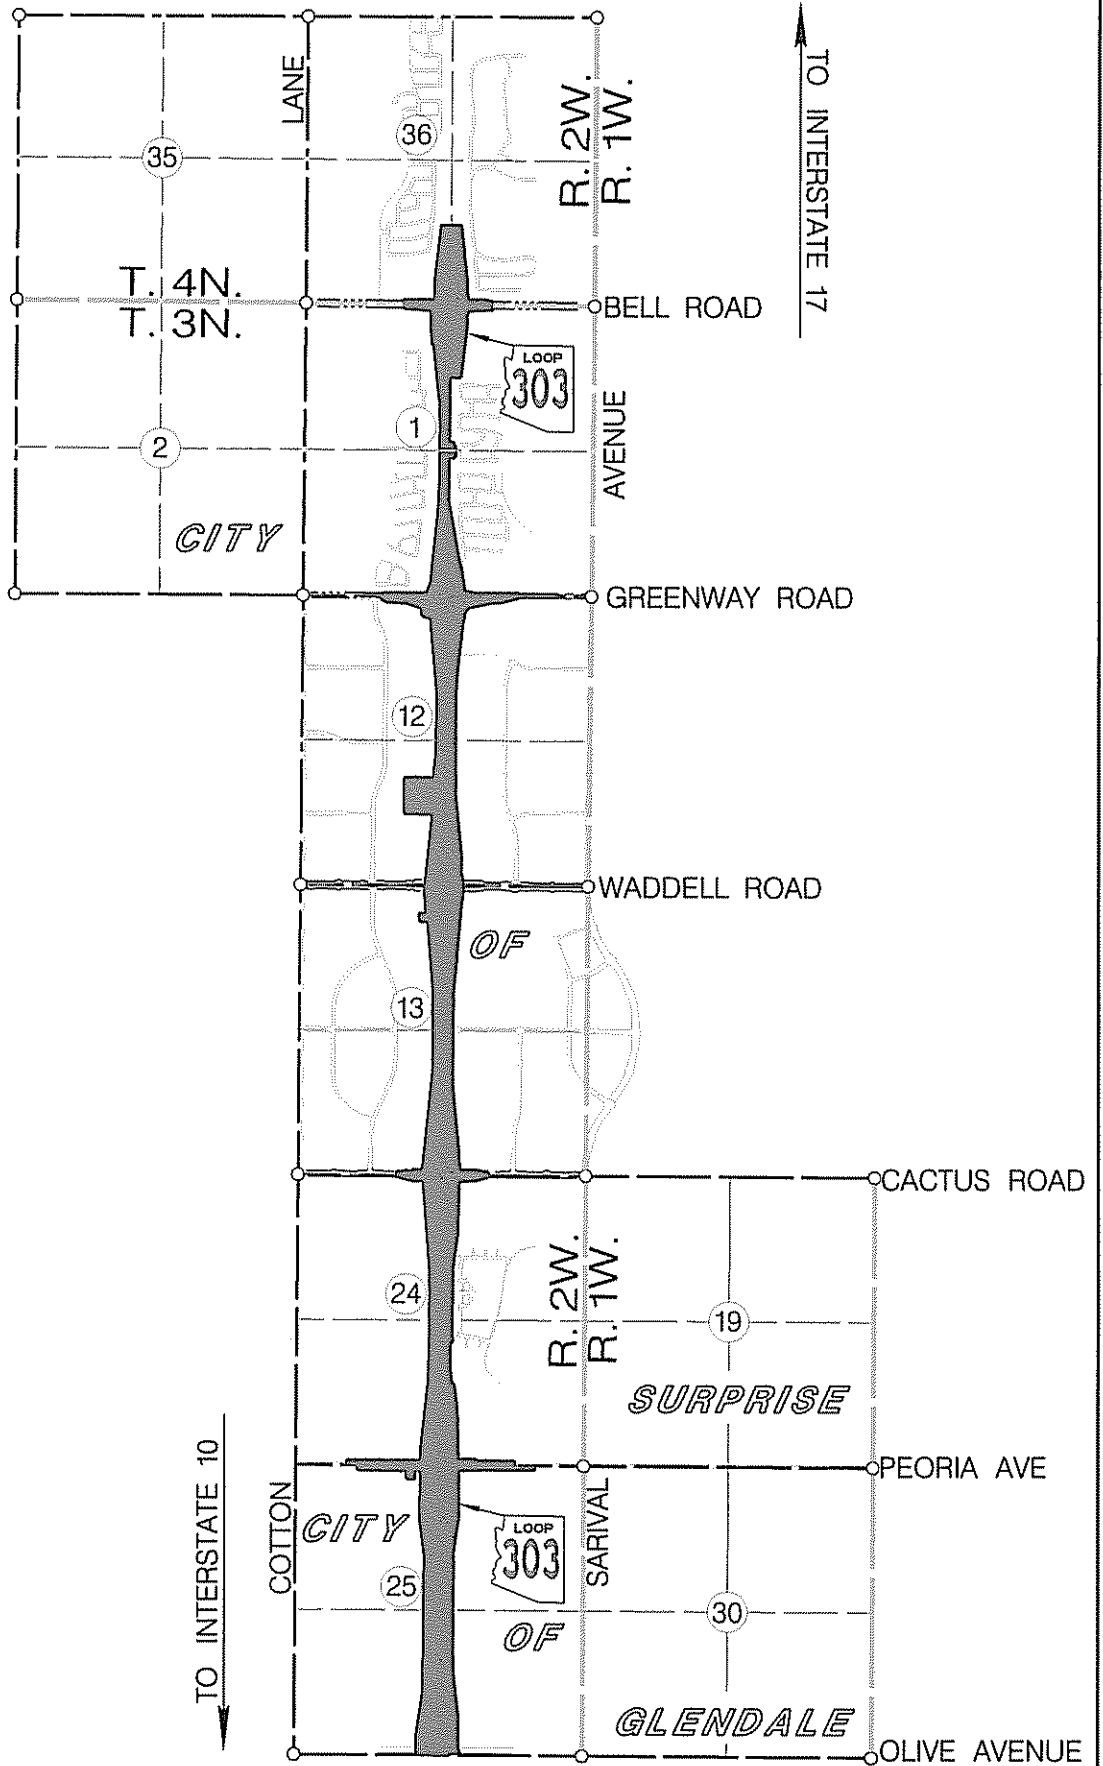 TO INTERSTATE 17
LANE
36
R. 2W.
R. 1W.
35
T. 4N.
T. 3N.
BELL ROAD
LOOP
303
AVENUE
1
2
CITY
GREENWAY ROAD
12
WADDELL ROAD
OF
13
CACTUS ROAD
R. 2W.
R. 1W.
24
19
SURPRISE
TO INTERSTATE 10
PEORIA AVE
COTTON
CITY
LOOP
303
SARIVAL
25
30
OF
GLENDALE
OLIVE AVENUE